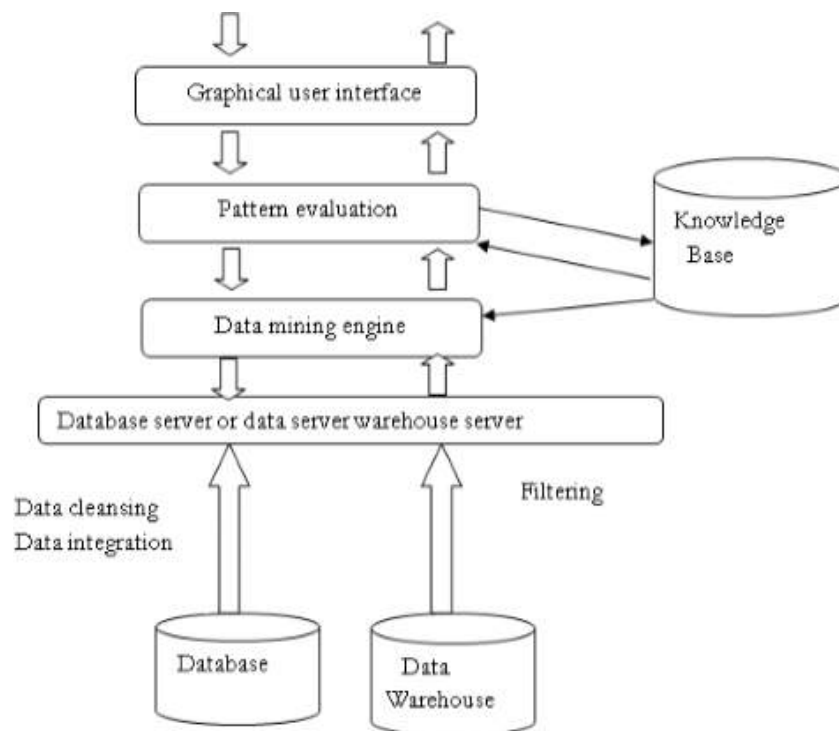 Graphical user interface
Pattern evaluation
Knowledge
Base
Data mining engine
Database server or data server warehouse server
Filtering
Data cleansing
Data integration
Database
Data
Warehouse